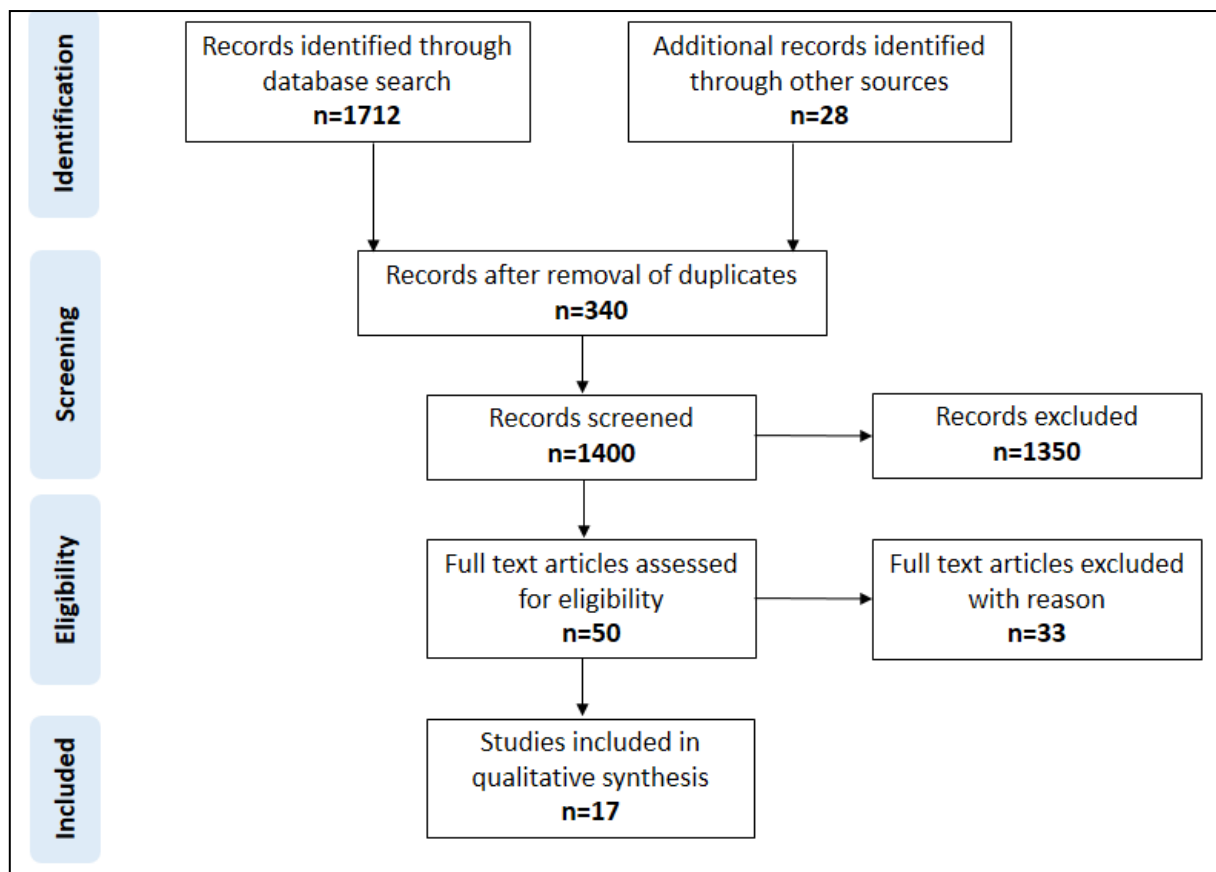 Identification
Records identified through
database search
n=1712
Additional records identified
through other sources
n=28
Screening
Records after removal of duplicates
n=340
Records screened
n=1400
Records excluded
n=1350
Eligibility
Full text articles assessed
for eligibility
n=50
Full text articles excluded
with reason
n=33
Included
Studies included in
qualitative synthesis
n=17